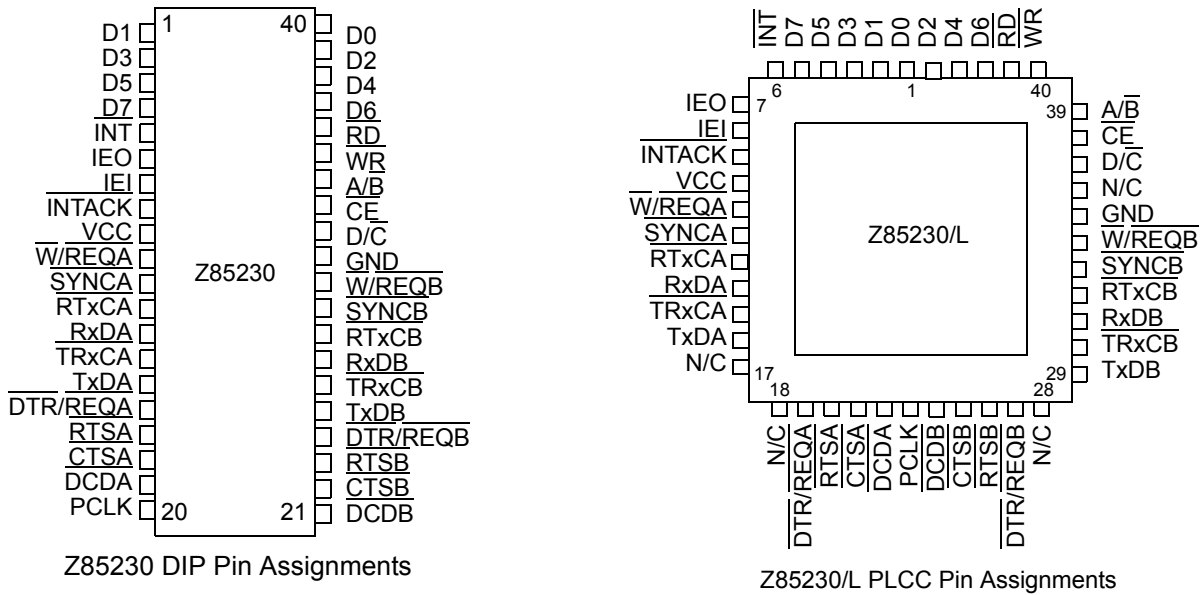 1 40
D1
D3
D5
D7
INT
IEO
IEI
INTACK
VCC
W/REQA
SYNCA
RTxCA
RxDA
TRxCA
TxDA
DTR/REQA
RTSA
CTSA
DCDA
PCLK
Z85230
D0
D2
D4
D6
RD
WR
A/B
CE
D/C
GND
W/REQB
SYNCB
RTxCB
RxDB
TRxCB
TxDB
DTR/REQB
RTSB
CTSB
DCDB
20 21
Z85230 DIP Pin Assignments
INT
D7
D5
D3
D1
D0
D2
D4
D6
RD
WR
6 1 40
7 39
IEO
IEI
INTACK
VCC
W/REQA
SYNCA
RTxCA
RxDA
TRxCA
TxDA
N/C
Z85230/L
A/B
CE
D/C
N/C
GND
W/REQB
SYNCB
RTxCB
RxDB
TRxCB
TxDB
17 29
18 28
N/C
DTR/REQA
RTSA
CTSA
DCDA
PCLK
DCDB
CTSB
RTSB
DTR/REQB
N/C
Z85230/L PLCC Pin Assignments